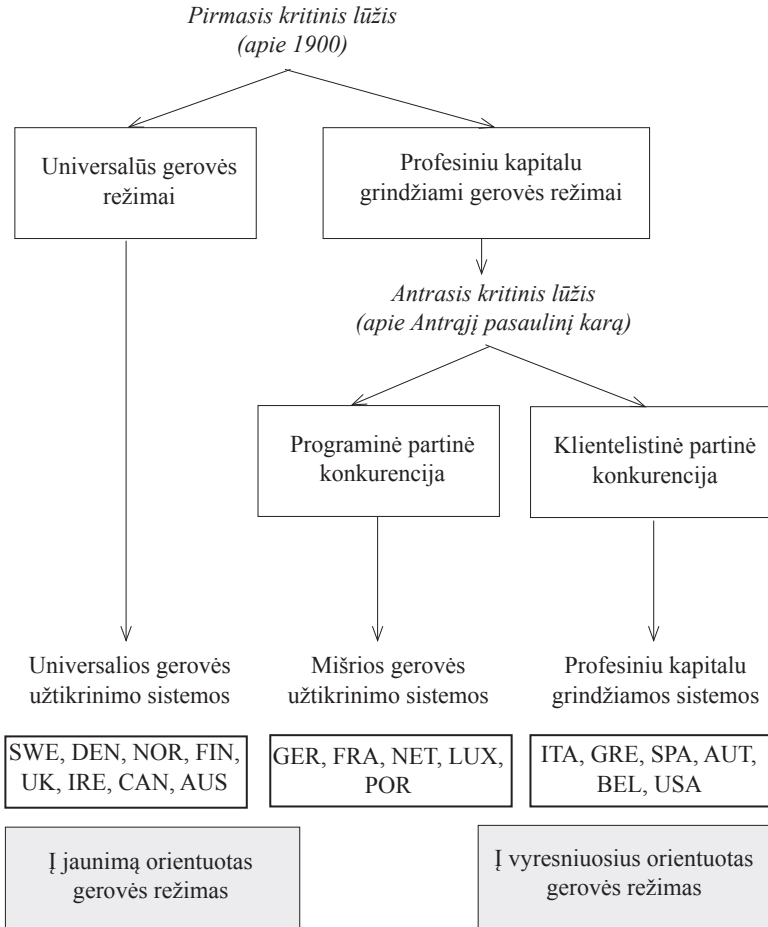 Pirmasis kritinis lūžis
(apie 1900)
Universalūs gerovės
režimai
Profesiniu kapitalu
grindžiami gerovės režimai
Antrasis kritinis lūžis
(apie Antrąjį pasaulinį karą)
Programinė partinė
konkurencija
Klientelistinė partinė
konkurencija
Universalios gerovės
užtikrinimo sistemos
Mišrios gerovės
užtikrinimo sistemos
Profesiniu kapitalu
grindžiamos sistemos
SWE, DEN, NOR, FIN,
UK, IRE, CAN, AUS
GER, FRA, NET, LUX,
POR
ITA, GRE, SPA, AUT,
BEL, USA
Į jaunimą orientuotas
gerovės režimas
Į vyresniuosius orientuotas
gerovės režimas